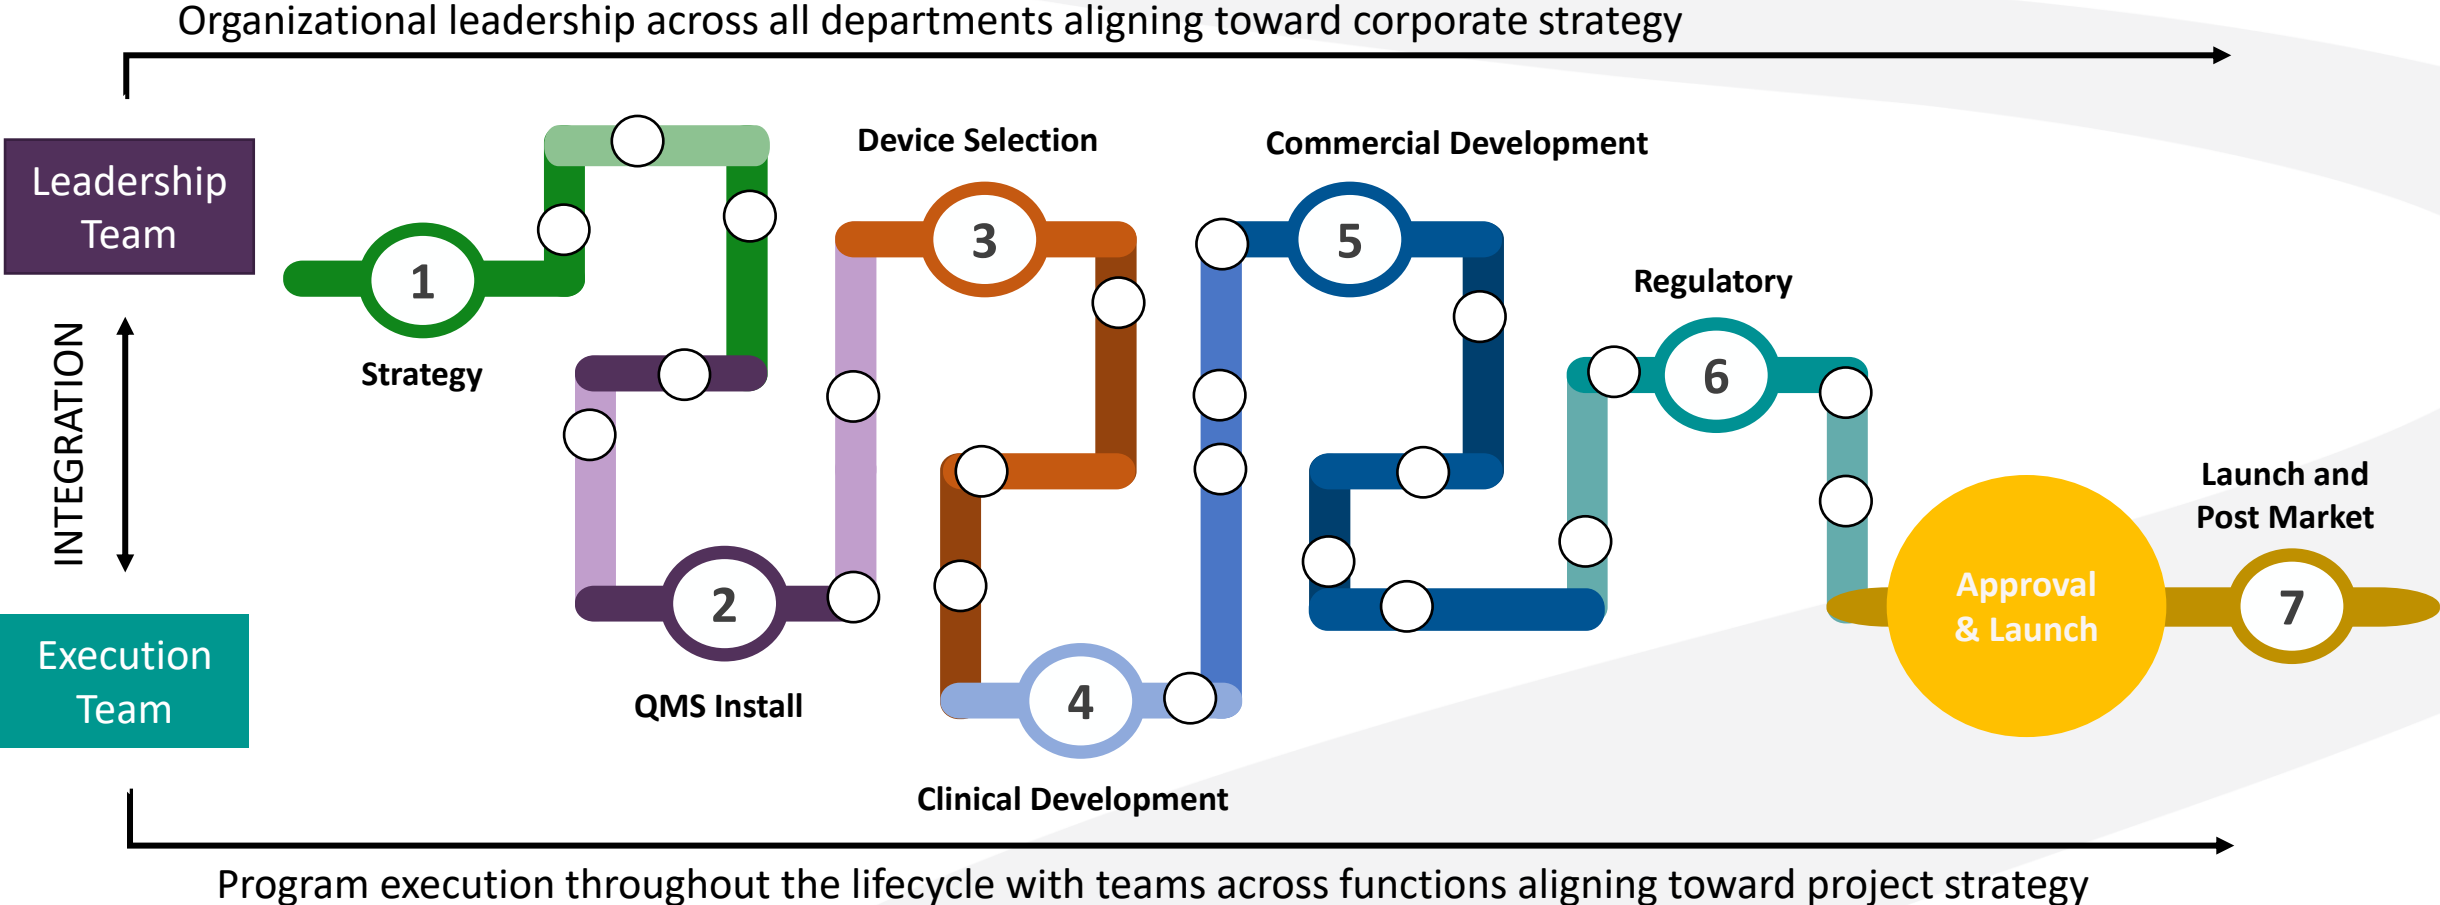 Organizational leadership across all departments aligning toward corporate strategy
Leadership
Team
INTEGRATION
Execution
Team
1
Strategy
2
QMS Install
Device Selection
3
4
Clinical Development
Commercial Development
5
Regulatory
6
Approval
& Launch
Launch and
Post Market
7
Program execution throughout the lifecycle with teams across functions aligning toward project strategy